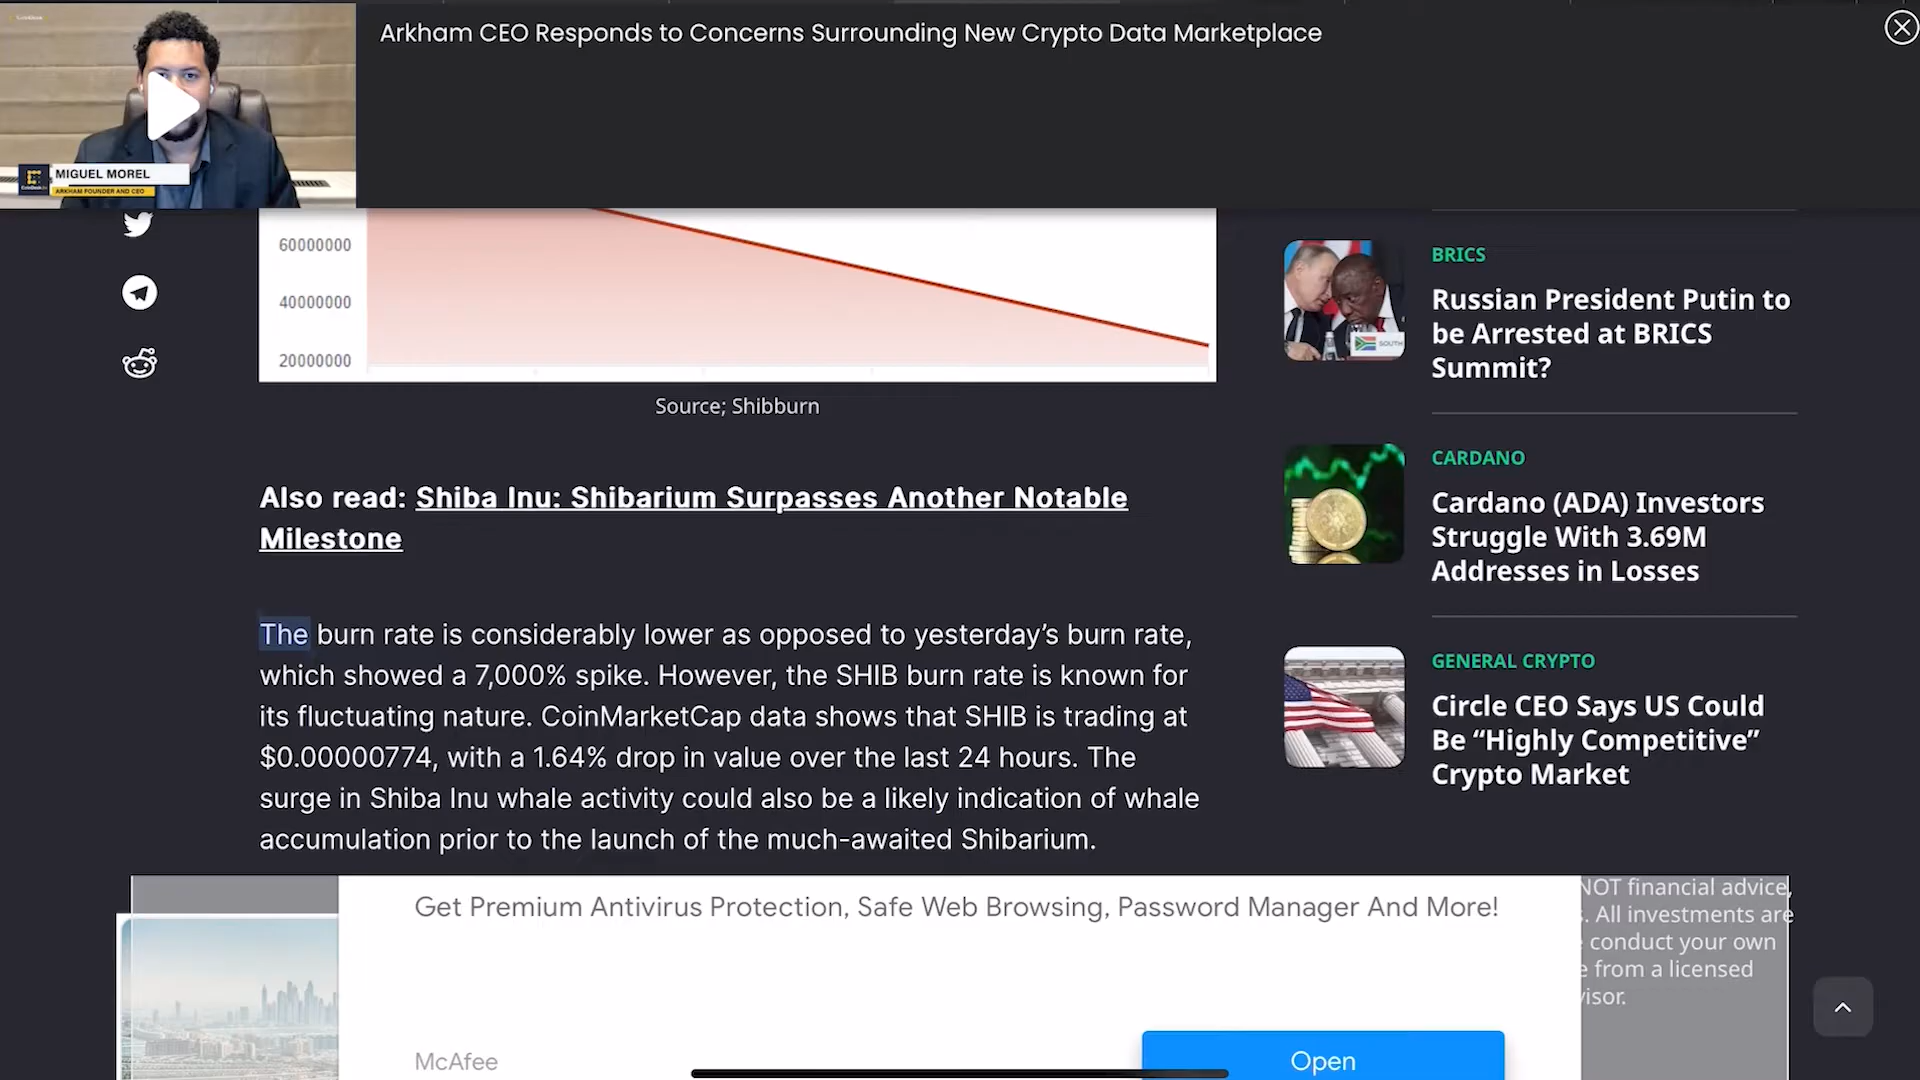 Arkham CEO Responds to Concerns Surrounding New Crypto Data Marketplace
MIGUEL MOREL
ARKHAM FOUNDER AND CEO
60000000
40000000
20000000
Source; Shibburn
Also read: Shiba Inu: Shibarium Surpasses Another Notable
Milestone
The burn rate is considerably lower as opposed to yesterday’s burn rate,
which showed a 7,000% spike. However, the SHIB burn rate is known for
its fluctuating nature. CoinMarketCap data shows that SHIB is trading at
$0.00000774, with a 1.64% drop in value over the last 24 hours. The
surge in Shiba Inu whale activity could also be a likely indication of whale
accumulation prior to the launch of the much-awaited Shibarium.
BRICS
Russian President Putin to
be Arrested at BRICS
Summit?
SOUTH
CARDANO
Cardano (ADA) Investors
Struggle With 3.69M
Addresses in Losses
GENERAL CRYPTO
Circle CEO Says US Could
Be “Highly Competitive”
Crypto Market
Get Premium Antivirus Protection, Safe Web Browsing, Password Manager And More!
McAfee
Open
NOT financial advice,
. All investments are
conduct your own
from a licensed